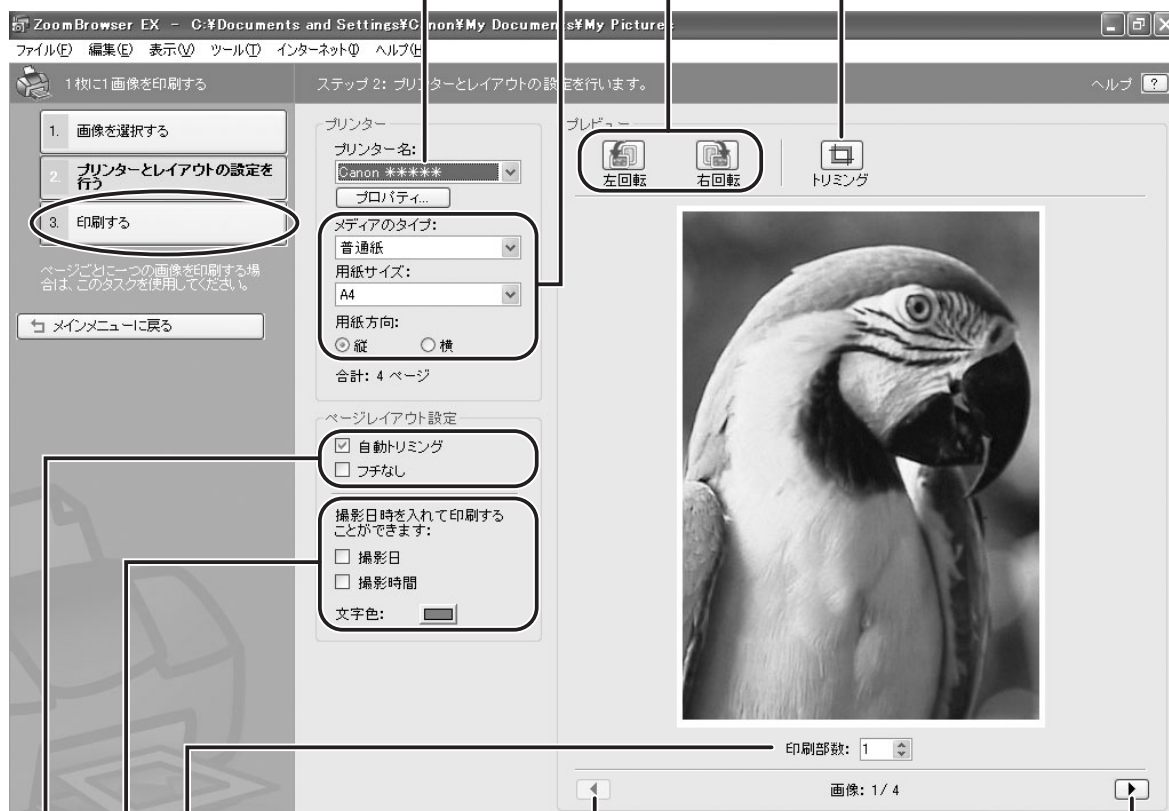 ZoomBrowser EX - C:¥Documents and Settings¥Canon¥My Documents¥My Pictures
ファイル(F) 編集(E) 表示(V) ツール(T) インターネット(I) ヘルプ(H)
1枚に1画像を印刷する
ステップ 2: プリンターとレイアウトの設定を行います。
ヘルプ ?
1. 画像を選択する
2. プリンターとレイアウトの設定を
行う
3. 印刷する
ページごとに一つの画像を印刷する場
合は、このタスクを使用してください。
メインメニューに戻る
プリンター
プリンター名:
Canon *****
プロパティ...
メディアのタイプ:
普通紙
用紙サイズ:
A4
用紙方向:
縦 横
合計: 4 ページ
ページレイアウト設定
自動トリミング
フチなし
撮影日時を入れて印刷する
ことができます:
撮影日
撮影時間
文字色:
プレビュー
左回転 右回転 トリミング
印刷部数: 1
画像: 1/ 4